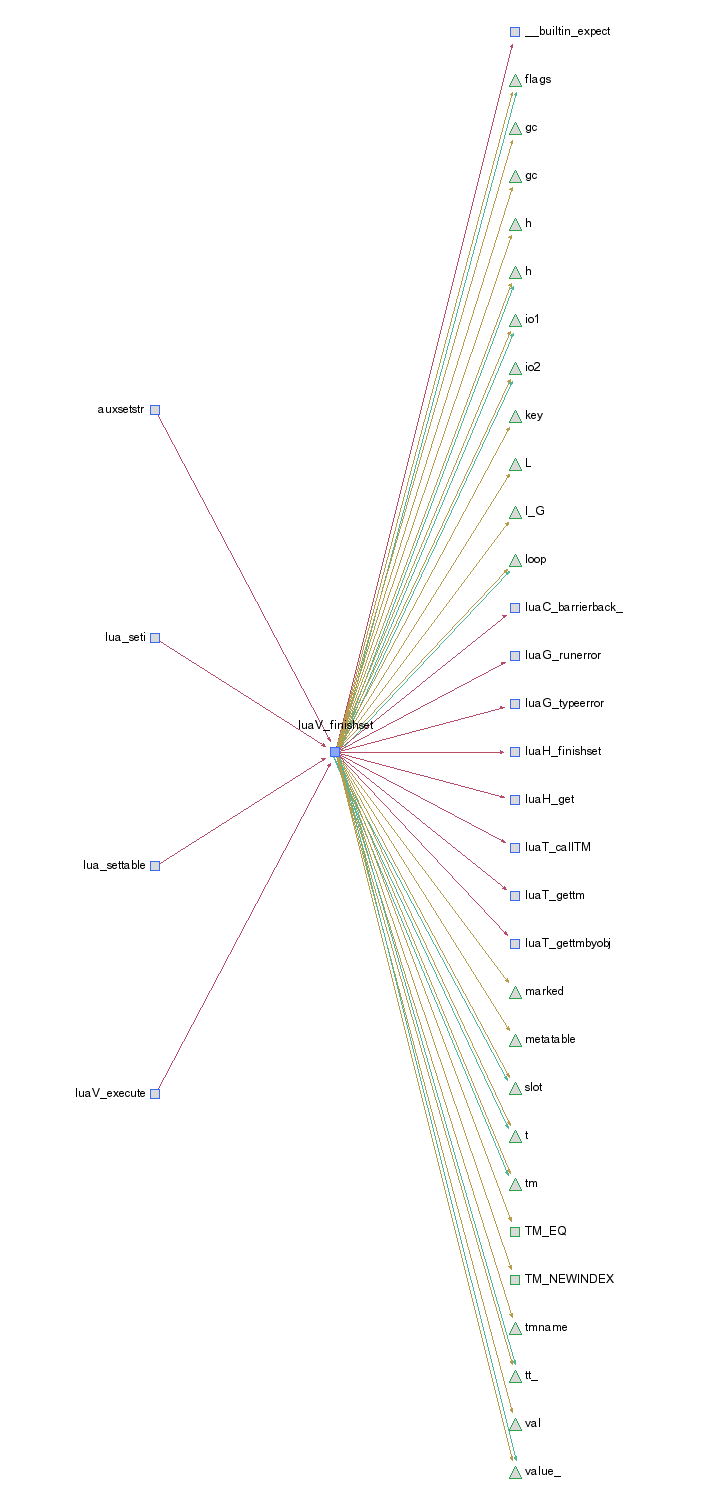 __builtin_expect
flags
gc
gc
h
h
io1
io2
key
L
l_G
loop
luaC_barrierback_
luaG_runerror
luaG_typeerror
luaH_finishset
luaH_get
luaT_callTM
luaT_gettm
luaT_gettmbyobj
marked
metatable
slot
t
tm
TM_EQ
TM_NEWINDEX
tmname
tt_
val
value_
auxsetstr
lua_seti
luaV_finishset
lua_settable
luaV_execute